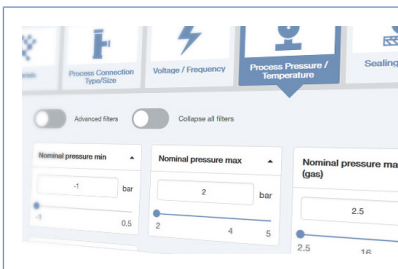 Process Connection
Type/Size
Voltage / Frequency
Process Pressure /
Temperature
Sealing
Advanced filters
Collapse all filters
Nominal pressure min
-1
bar
-1
0.5
Nominal pressure max
2
bar
2
4
5
Nominal pressure ma
(gas)
2.5
2.5
16